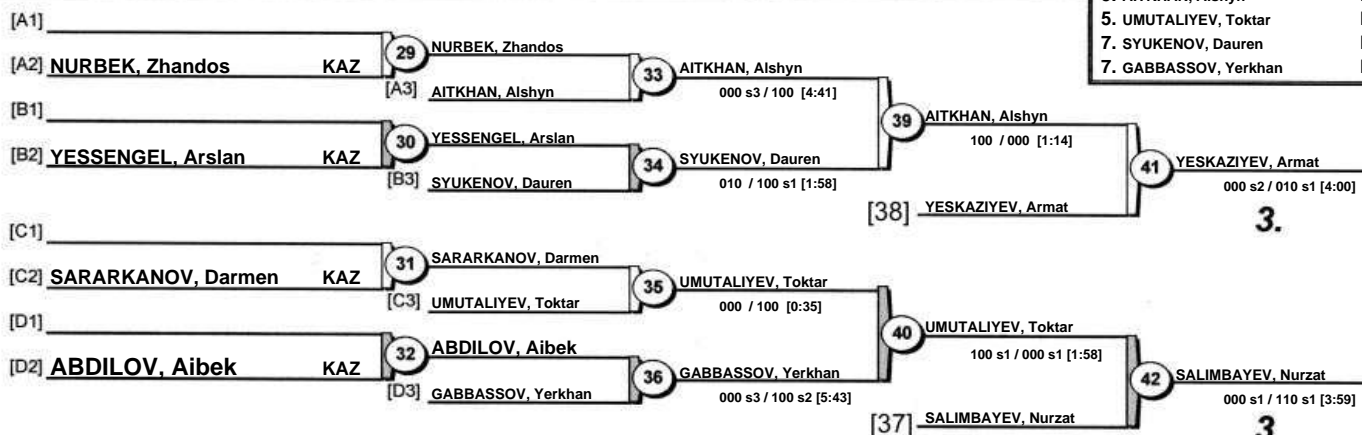 5. UMUTALIYEV, Toktar
7. SYUKENOV, Dauren
7. GABBASSOV, Yerkhan
[A1]
[A2] NURBEK, Zhandos KAZ
29
NURBEK, Zhandos
[A3] AITKHAN, Alshyn
33
AITKHAN, Alshyn
000 s3 / 100 [4:41]
[B1]
[B2] YESSENGEL, Arslan KAZ
30
YESSENGEL, Arslan
[B3] SYUKENOV, Dauren
34
SYUKENOV, Dauren
010 / 100 s1 [1:58]
39
AITKHAN, Alshyn
100 / 000 [1:14]
[38] YESKAZIYEV, Armat
41
YESKAZIYEV, Armat
000 s2 / 010 s1 [4:00]
3.
[C1]
[C2] SARARKANOV, Darmen KAZ
31
SARARKANOV, Darmen
[C3] UMUTALIYEV, Toktar
35
UMUTALIYEV, Toktar
000 / 100 [0:35]
[D1]
[D2] ABDILOV, Aibek KAZ
32
ABDILOV, Aibek
[D3] GABBASSOV, Yerkhan
36
GABBASSOV, Yerkhan
000 s3 / 100 s2 [5:43]
40
UMUTALIYEV, Toktar
100 s1 / 000 s1 [1:58]
[37] SALIMBAYEV, Nurzat
42
SALIMBAYEV, Nurzat
000 s1 / 110 s1 [3:59]
3